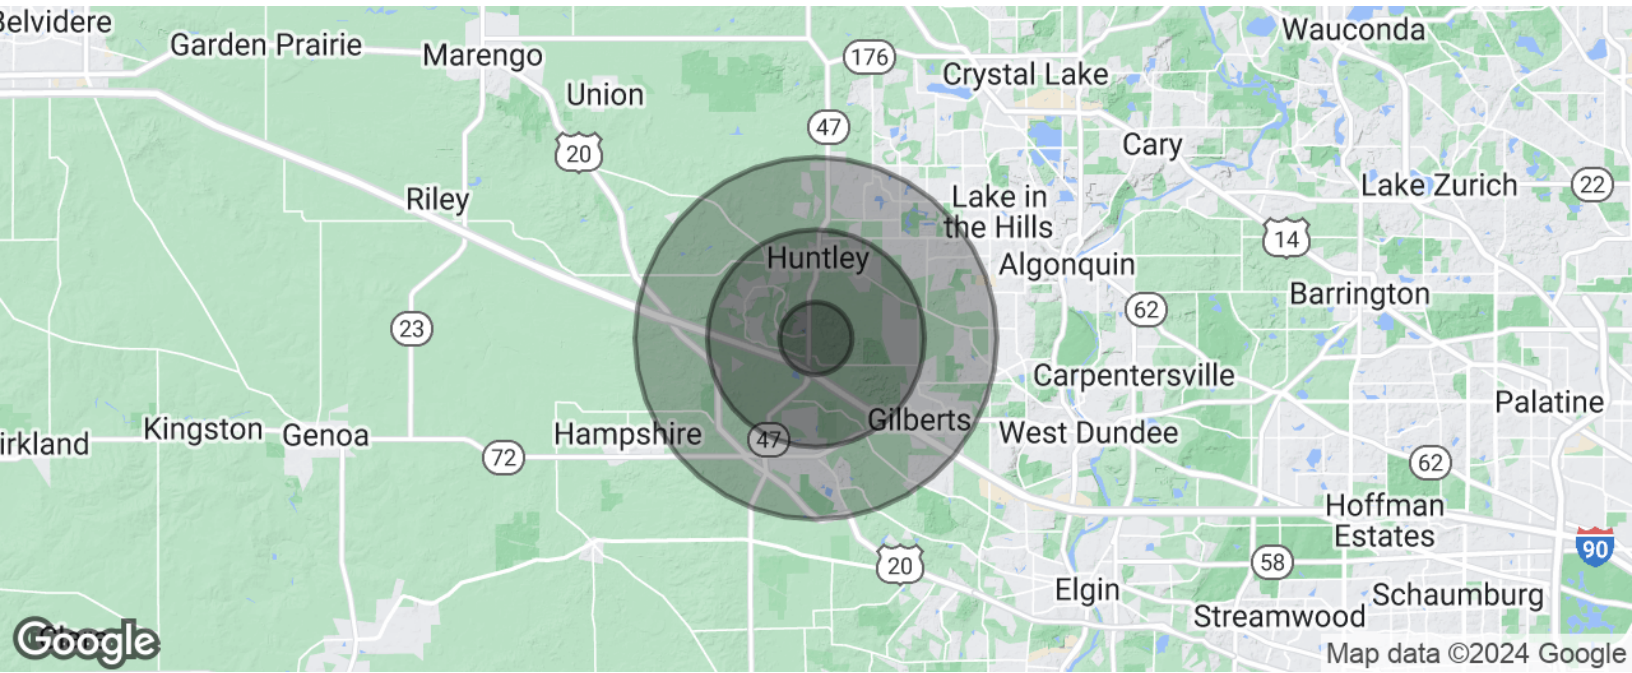 Belvidere
Garden Prairie
Marengo
Union
176
Crystal Lake
Wauconda
47
20
Cary
Riley
Lake in
the Hills
Lake Zurich
22
14
Huntley
Algonquin
Barrington
62
23
Carpentersville
Palatine
Gilberts
irkland
Kingston
Genoa
Hampshire
47
West Dundee
72
62
Hoffman
Estates
90
20
58
Elgin
Schaumburg
Streamwood
Google
Map data ©2024 Google